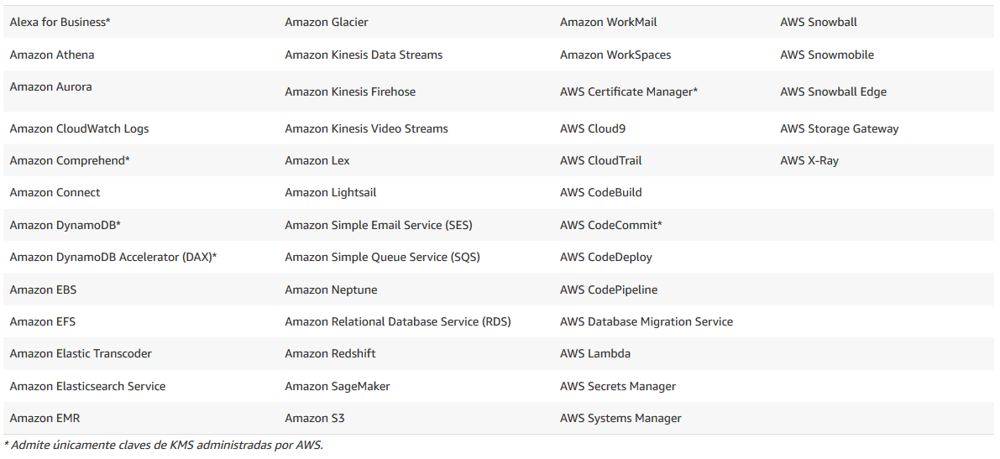 Alexa for Business* Amazon Glacier Amazon WorkMail AWS Snowball
Amazon Athena Amazon Kinesis Data Streams Amazon WorkSpaces AWS Snowmobile
Amazon Aurora Amazon Kinesis Firehose AWS Certificate Manager* AWS Snowball Edge
Amazon CloudWatch Logs Amazon Kinesis Video Streams AWS Cloud9 AWS Storage Gateway
Amazon Comprehend* Amazon Lex AWS CloudTrail AWS X-Ray
Amazon Connect Amazon Lightsail AWS CodeBuild
Amazon DynamoDB* Amazon Simple Email Service (SES) AWS CodeCommit*
Amazon DynamoDB Accelerator (DAX)* Amazon Simple Queue Service (SQS) AWS CodeDeploy
Amazon EBS Amazon Neptune AWS CodePipeline
Amazon EFS Amazon Relational Database Service (RDS) AWS Database Migration Service
Amazon Elastic Transcoder Amazon Redshift AWS Lambda
Amazon Elasticsearch Service Amazon SageMaker AWS Secrets Manager
Amazon EMR Amazon S3 AWS Systems Manager
* Admite únicamente claves de KMS administradas por AWS.